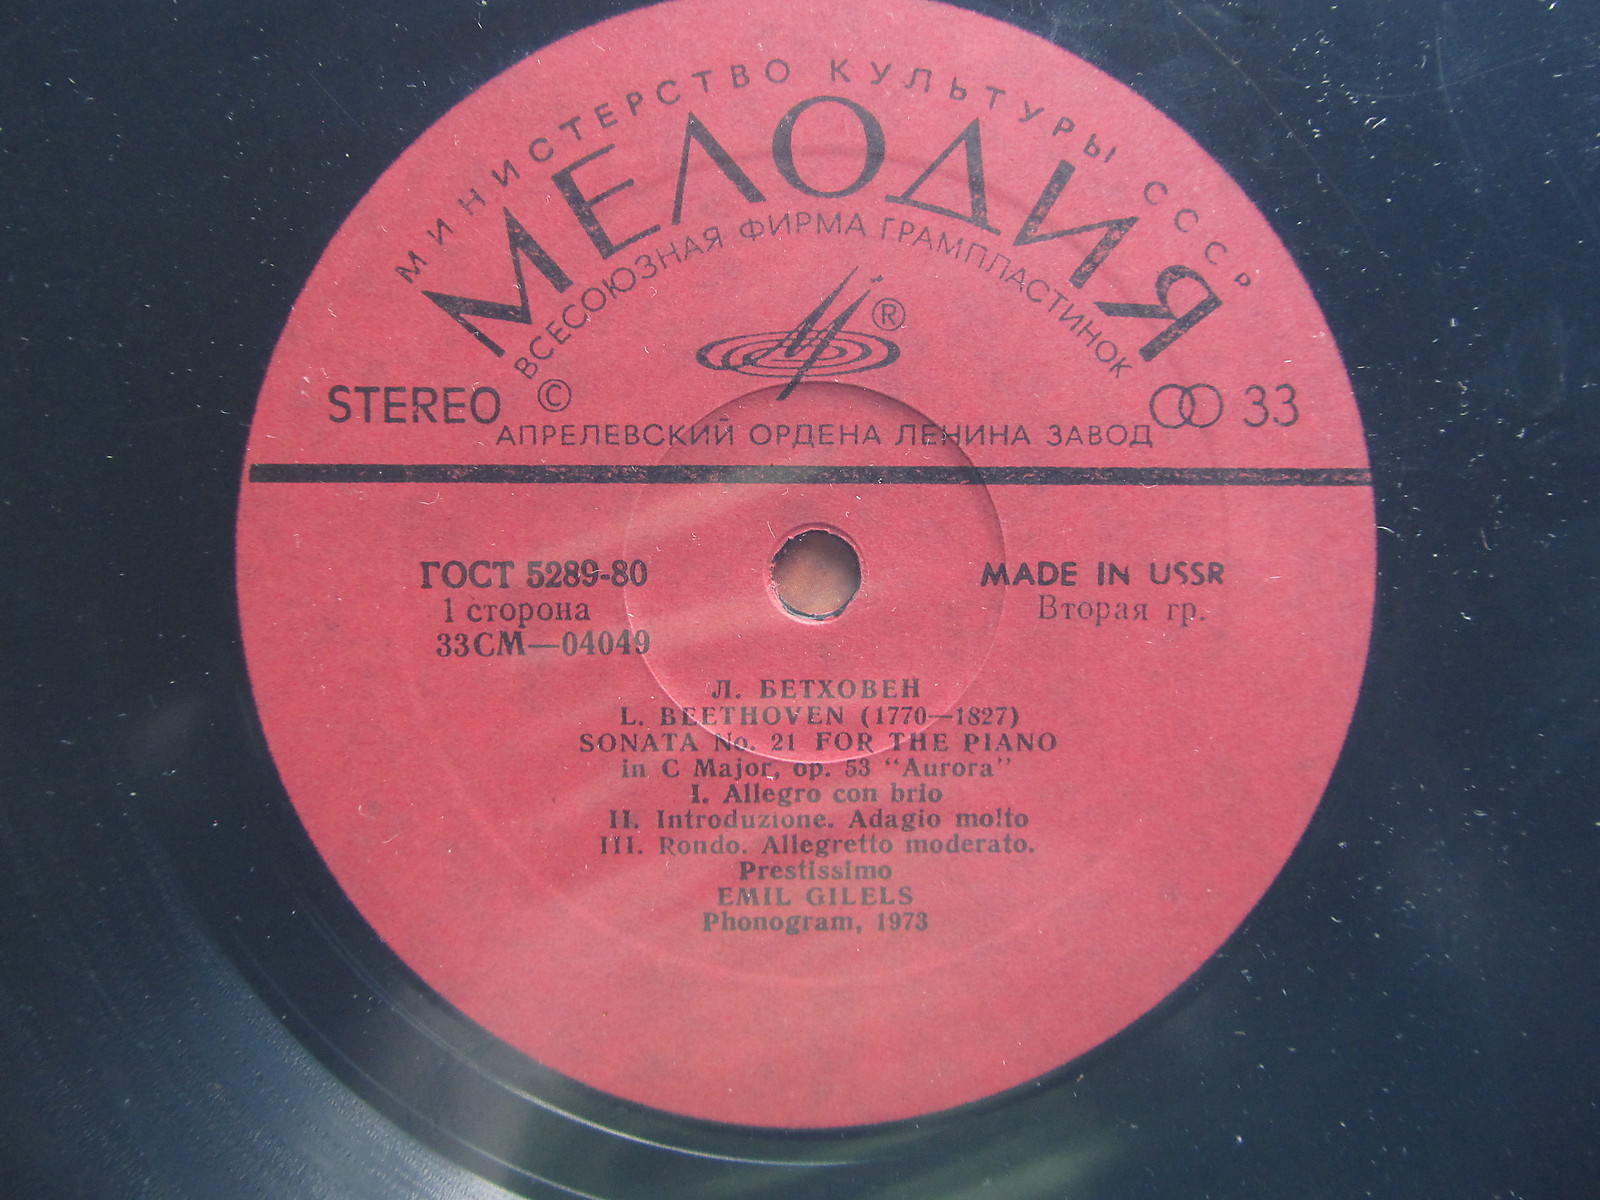 МИНИСТЕРСТВО КУЛЬТУРЫ СССР
МЕЛОДИЯ
ВСЕСОЮЗНАЯ ФИРМА ГРАМПЛАСТИНОК
®
STEREO © 33
АПРЕЛЕВСКИЙ ОРДЕНА ЛЕНИНА ЗАВОД
ГОСТ 5289-80
1 сторона
33СМ—04049
MADE IN USSR
Вторая гр.
Л. БЕТХОВЕН
L. BEETHOVEN (1770—1827)
SONATA No. 21 FOR THE PIANO
in C Major, op. 53 "Aurora"
I. Allegro con brio
II. Introduzione. Adagio molto
III. Rondo. Allegretto moderato.
Prestissimo
EMIL GILELS
Phonogram, 1973